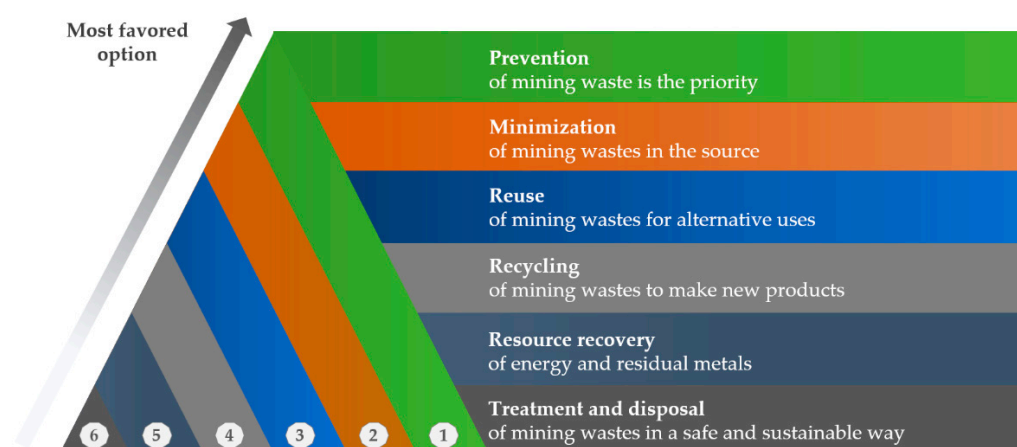 Most favored
option
Prevention
of mining waste is the priority
Minimization
of mining wastes in the source
Reuse
of mining wastes for alternative uses
Recycling
of mining wastes to make new products
Resource recovery
of energy and residual metals
Treatment and disposal
of mining wastes in a safe and sustainable way
6 5 4 3 2 1